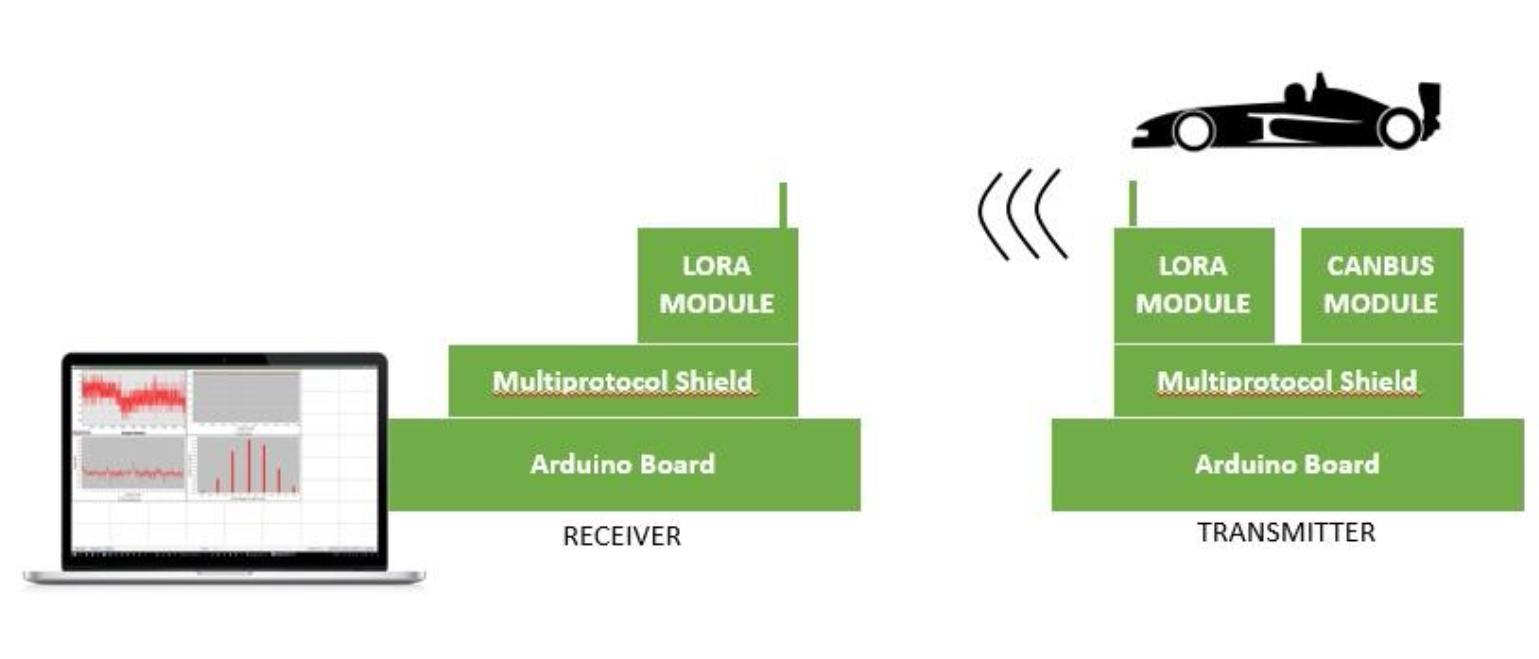 LORA
MODULE
Multiprotocol Shield
Arduino Board
RECEIVER
LORA
MODULE
CANBUS
MODULE
Multiprotocol Shield
Arduino Board
TRANSMITTER